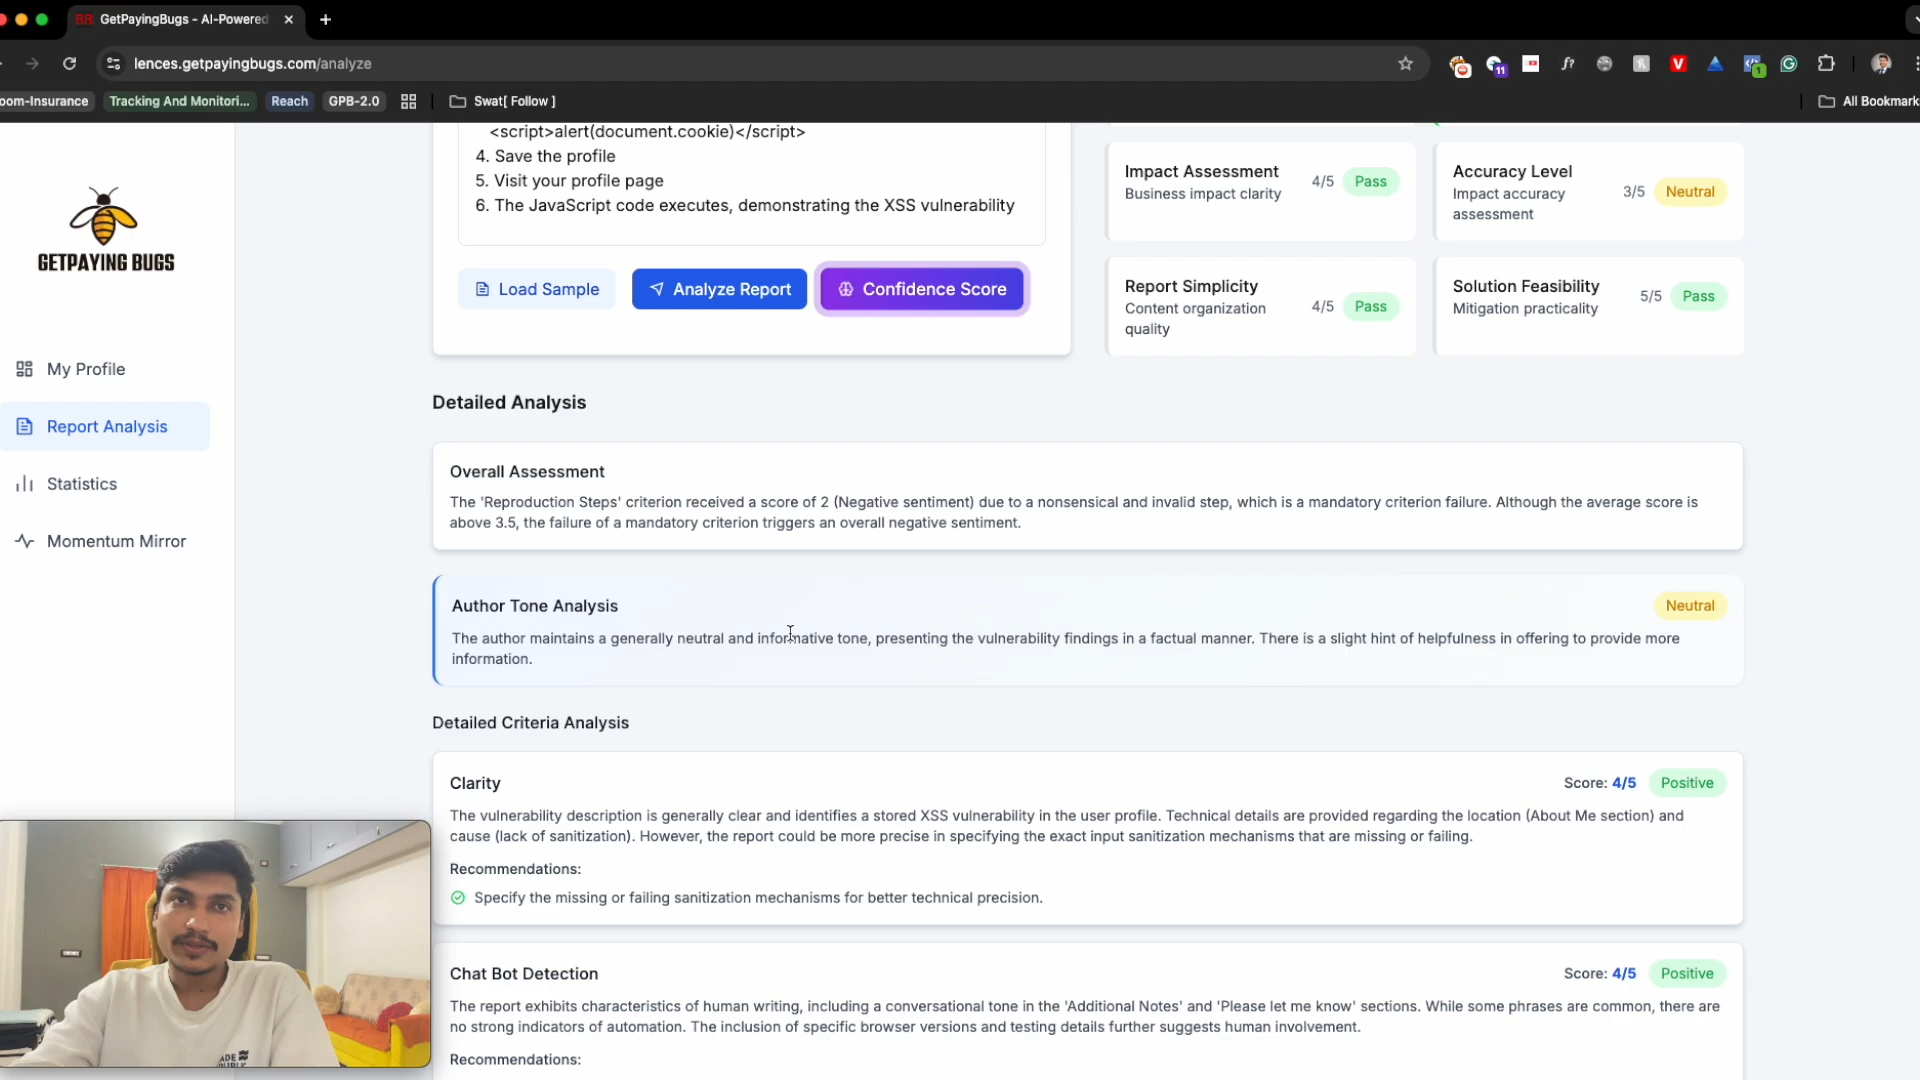 GetPayingBugs - AI-Powered
lences.getpayingbugs.com/analyze
11
1
oom-Insurance
Tracking And Monitori...
Reach
GPB-2.0
Swat[ Follow ]
All Bookmark
GETPAYING BUGS
My Profile
Report Analysis
Statistics
Momentum Mirror
<script>alert(document.cookie)</script>
4. Save the profile
5. Visit your profile page
6. The JavaScript code executes, demonstrating the XSS vulnerability
Load Sample
Analyze Report
Confidence Score
Impact Assessment
Business impact clarity
4/5
Pass
Accuracy Level
Impact accuracy
assessment
3/5
Neutral
Report Simplicity
Content organization
quality
4/5
Pass
Solution Feasibility
Mitigation practicality
5/5
Pass
Detailed Analysis
Overall Assessment
The 'Reproduction Steps' criterion received a score of 2 (Negative sentiment) due to a nonsensical and invalid step, which is a mandatory criterion failure. Although the average score is
above 3.5, the failure of a mandatory criterion triggers an overall negative sentiment.
Author Tone Analysis
Neutral
The author maintains a generally neutral and informative tone, presenting the vulnerability findings in a factual manner. There is a slight hint of helpfulness in offering to provide more
information.
Detailed Criteria Analysis
Clarity
Score: 4/5
Positive
The vulnerability description is generally clear and identifies a stored XSS vulnerability in the user profile. Technical details are provided regarding the location (About Me section) and
cause (lack of sanitization). However, the report could be more precise in specifying the exact input sanitization mechanisms that are missing or failing.
Recommendations:
Specify the missing or failing sanitization mechanisms for better technical precision.
Chat Bot Detection
Score: 4/5
Positive
The report exhibits characteristics of human writing, including a conversational tone in the 'Additional Notes' and 'Please let me know' sections. While some phrases are common, there are
no strong indicators of automation. The inclusion of specific browser versions and testing details further suggests human involvement.
Recommendations: